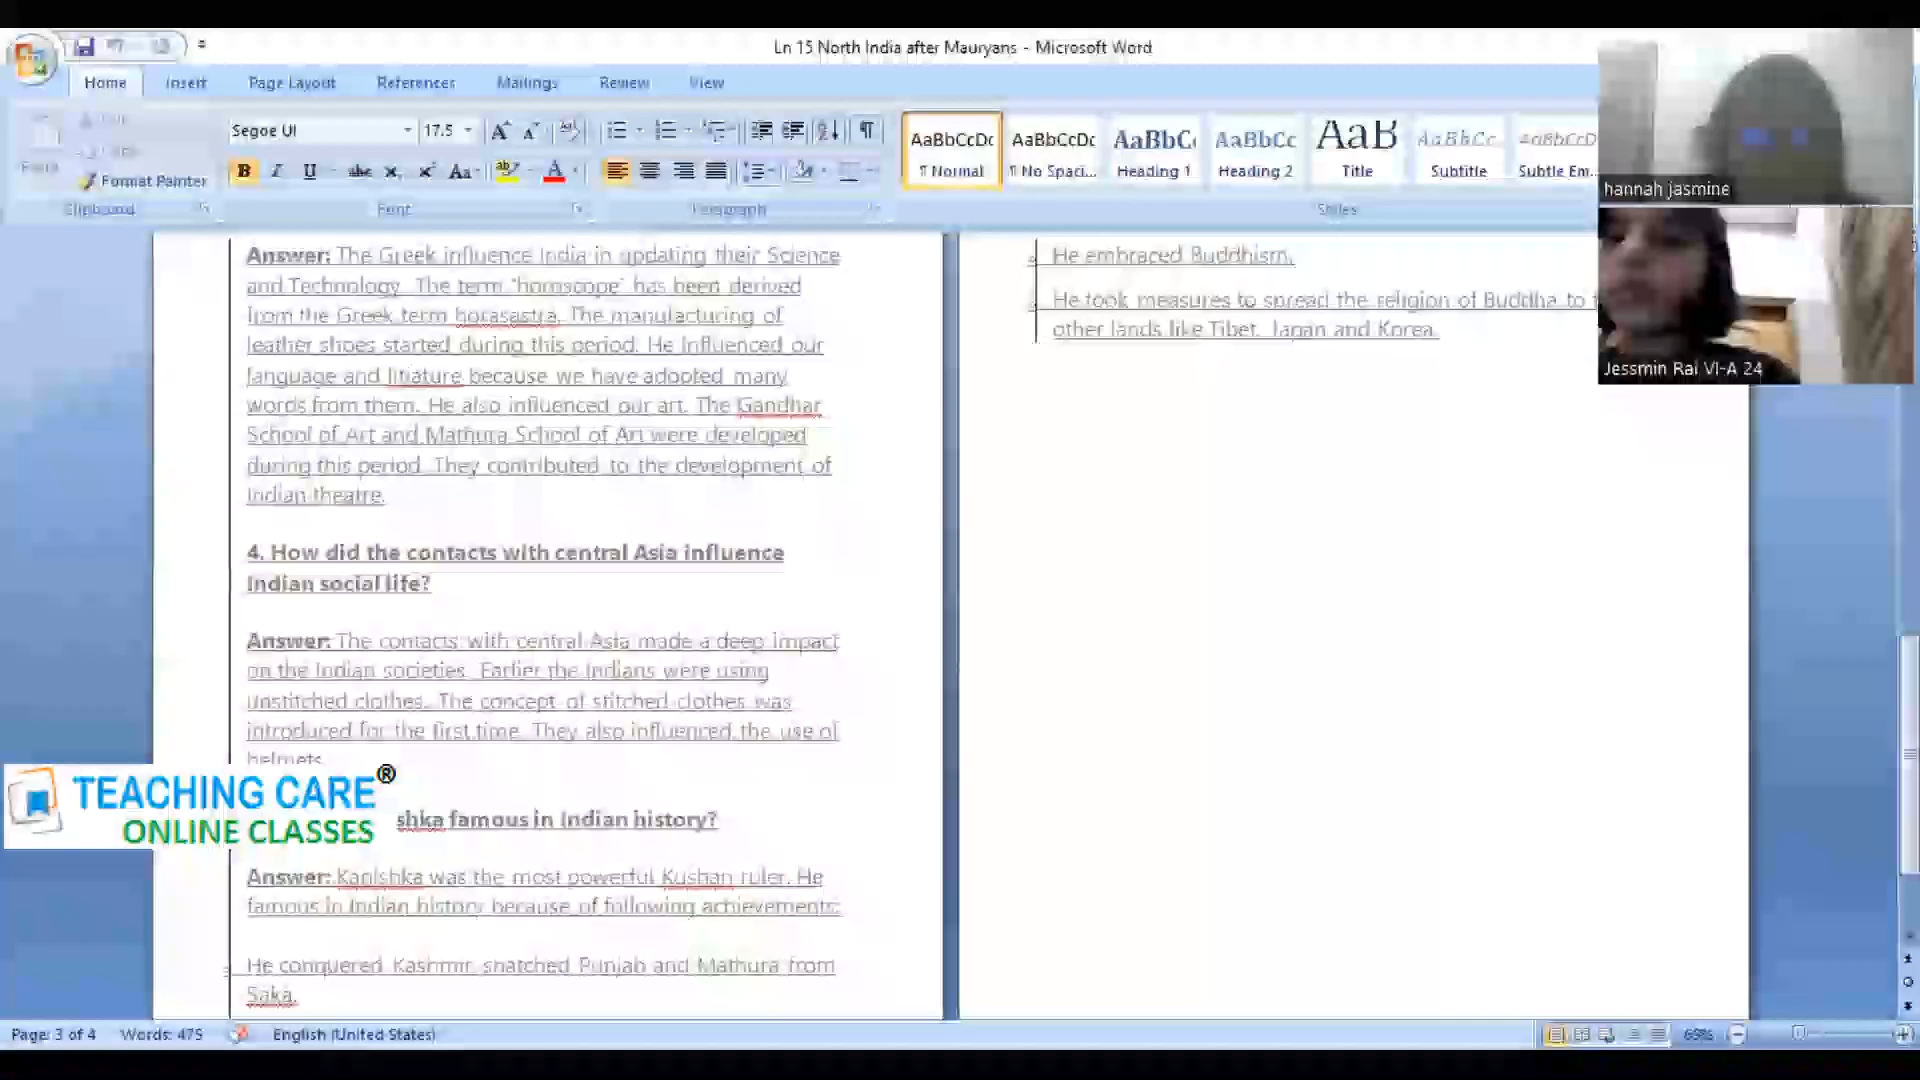 Ln 15 North India after Mauryans - Microsoft Word
Home Insert Page Layout References Mailings Review View
Segoe UI 17.5
Format Painter
Clipboard Font Paragraph Styles
AaBbCcDc AaBbCcDc AaBbC AaBbCc AaB AaBbCc. AaBbCcD
¶ Normal ¶ No Spaci... Heading 1 Heading 2 Title Subtitle Subtle Em...
hannah jasmine
Jessmin Rai VI-A 24
Answer: The Greek influence India in updating their Science
and Technology. The term 'horoscope' has been derived
from the Greek term horasastra. The manufacturing of
leather shoes started during this period. He influenced our
language and litiature because we have adopted many
words from them. He also influenced our art. The Gandhar
School of Art and Mathura School of Art were developed
during this period. They contributed to the development of
Indian theatre.
4. How did the contacts with central Asia influence
Indian social life?
Answer: The contacts with central Asia made a deep impact
on the Indian societies. Earlier the Indians were using
unstitched clothes. The concept of stitched clothes was
introduced for the first time. They also influenced the use of
helmets.
TEACHING CARE®
ONLINE CLASSES
shka famous in Indian history?
Answer: Kanishka was the most powerful Kushan ruler. He
famous in Indian history because of following achievements:
He conquered Kashmir, snatched Punjab and Mathura from
Saka.
He embraced Buddhism.
He took measures to spread the religion of Buddha to
other lands like Tibet, Japan and Korea.
Page: 3 of 4 Words: 475 English (United States) 69%